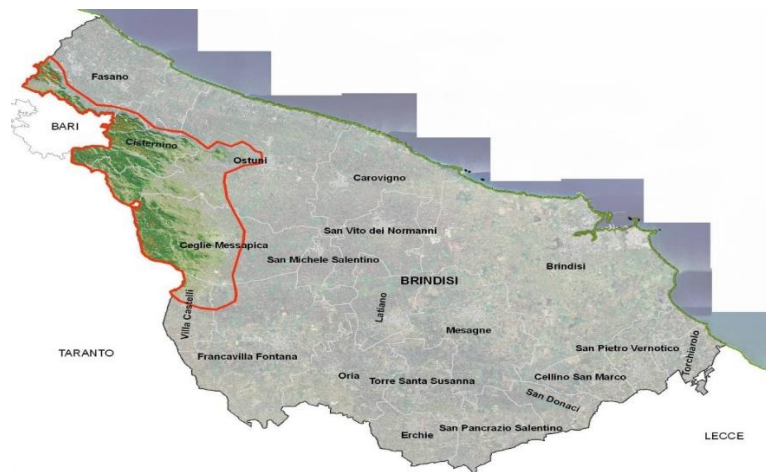 Fasano
BARI
Cisternino
Ostuni
Carovigno
San Vito dei Normanni
Ceglie Messapica
San Michele Salentino
Brindisi
BRINDISI
Villa Castelli
Latiano
Mesagne
TARANTO
Francavilla Fontana
San Pietro Vernotico
Torchiarolo
Oria
Torre Santa Susanna
Cellino San Marco
San Donaci
San Pancrazio Salentino
Erchie
LECCE